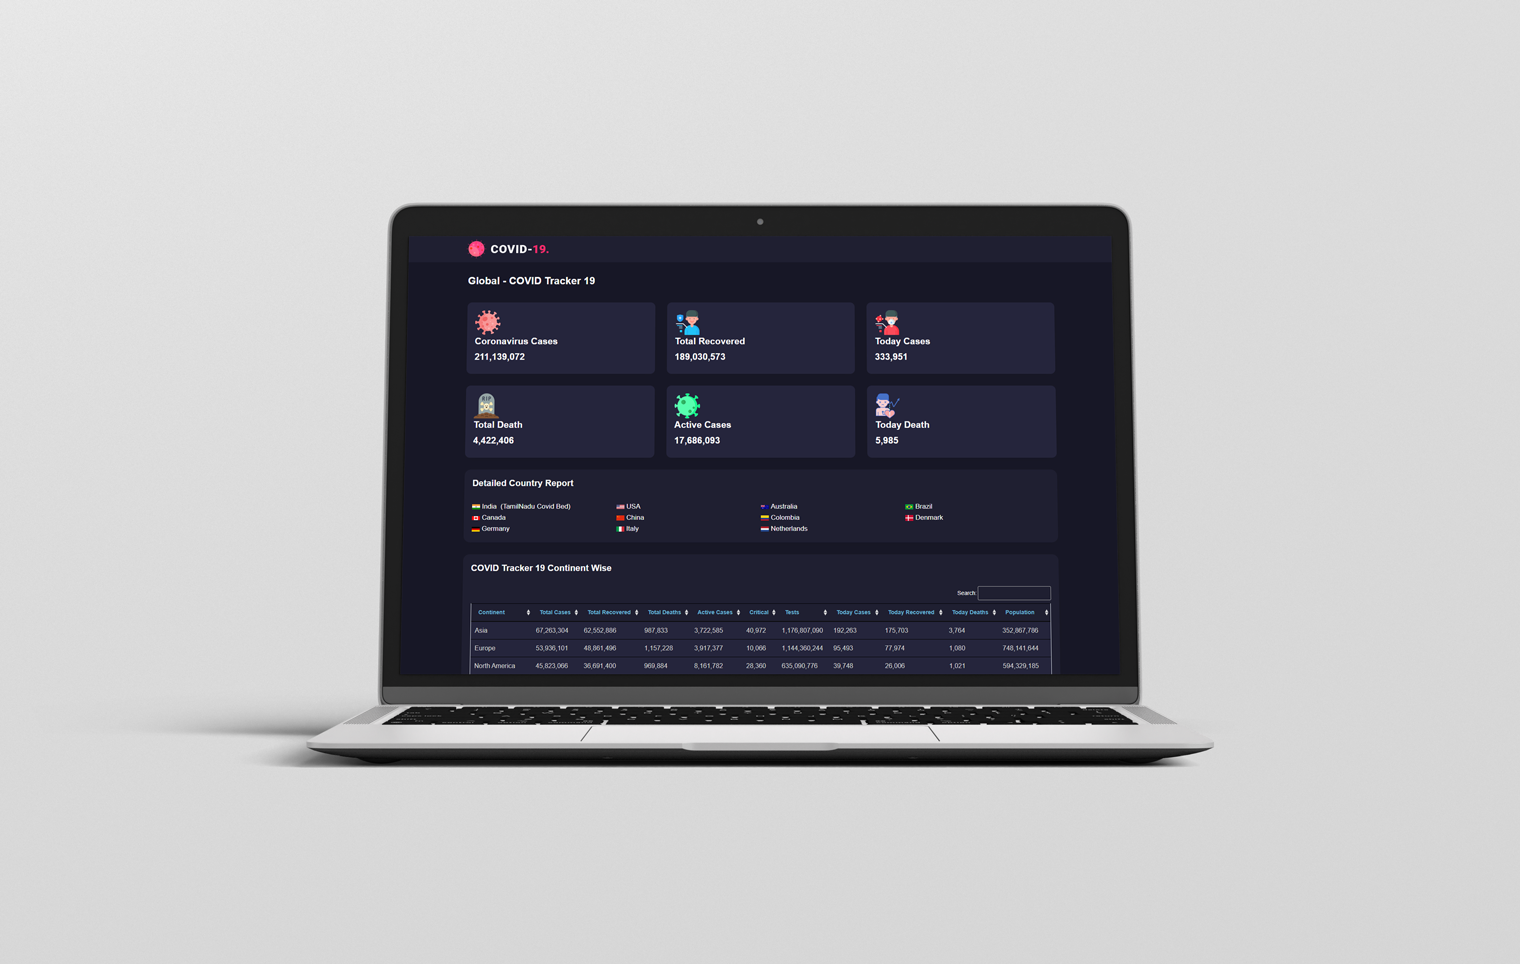 COVID-19.
Global - COVID Tracker 19
Coronavirus Cases
211,139,072
Total Recovered
189,030,573
Today Cases
333,951
RIP
Total Death
4,422,406
Active Cases
17,686,093
Today Death
5,985
Detailed Country Report
India (TamilNadu Covid Bed) USA Australia Brazil
Canada China Colombia Denmark
Germany Italy Netherlands
COVID Tracker 19 Continent Wise
Search:
Continent Total Cases Total Recovered Total Deaths Active Cases Critical Tests Today Cases Today Recovered Today Deaths Population
Asia 67,263,304 62,552,886 987,833 3,722,585 40,972 1,176,807,090 192,263 175,703 3,764 352,867,786
Europe 53,936,101 48,861,496 1,157,228 3,917,377 10,066 1,144,360,244 95,493 77,974 1,080 748,141,644
North America 45,823,066 36,691,400 969,884 8,161,782 28,360 635,090,776 39,748 26,006 1,021 594,329,185